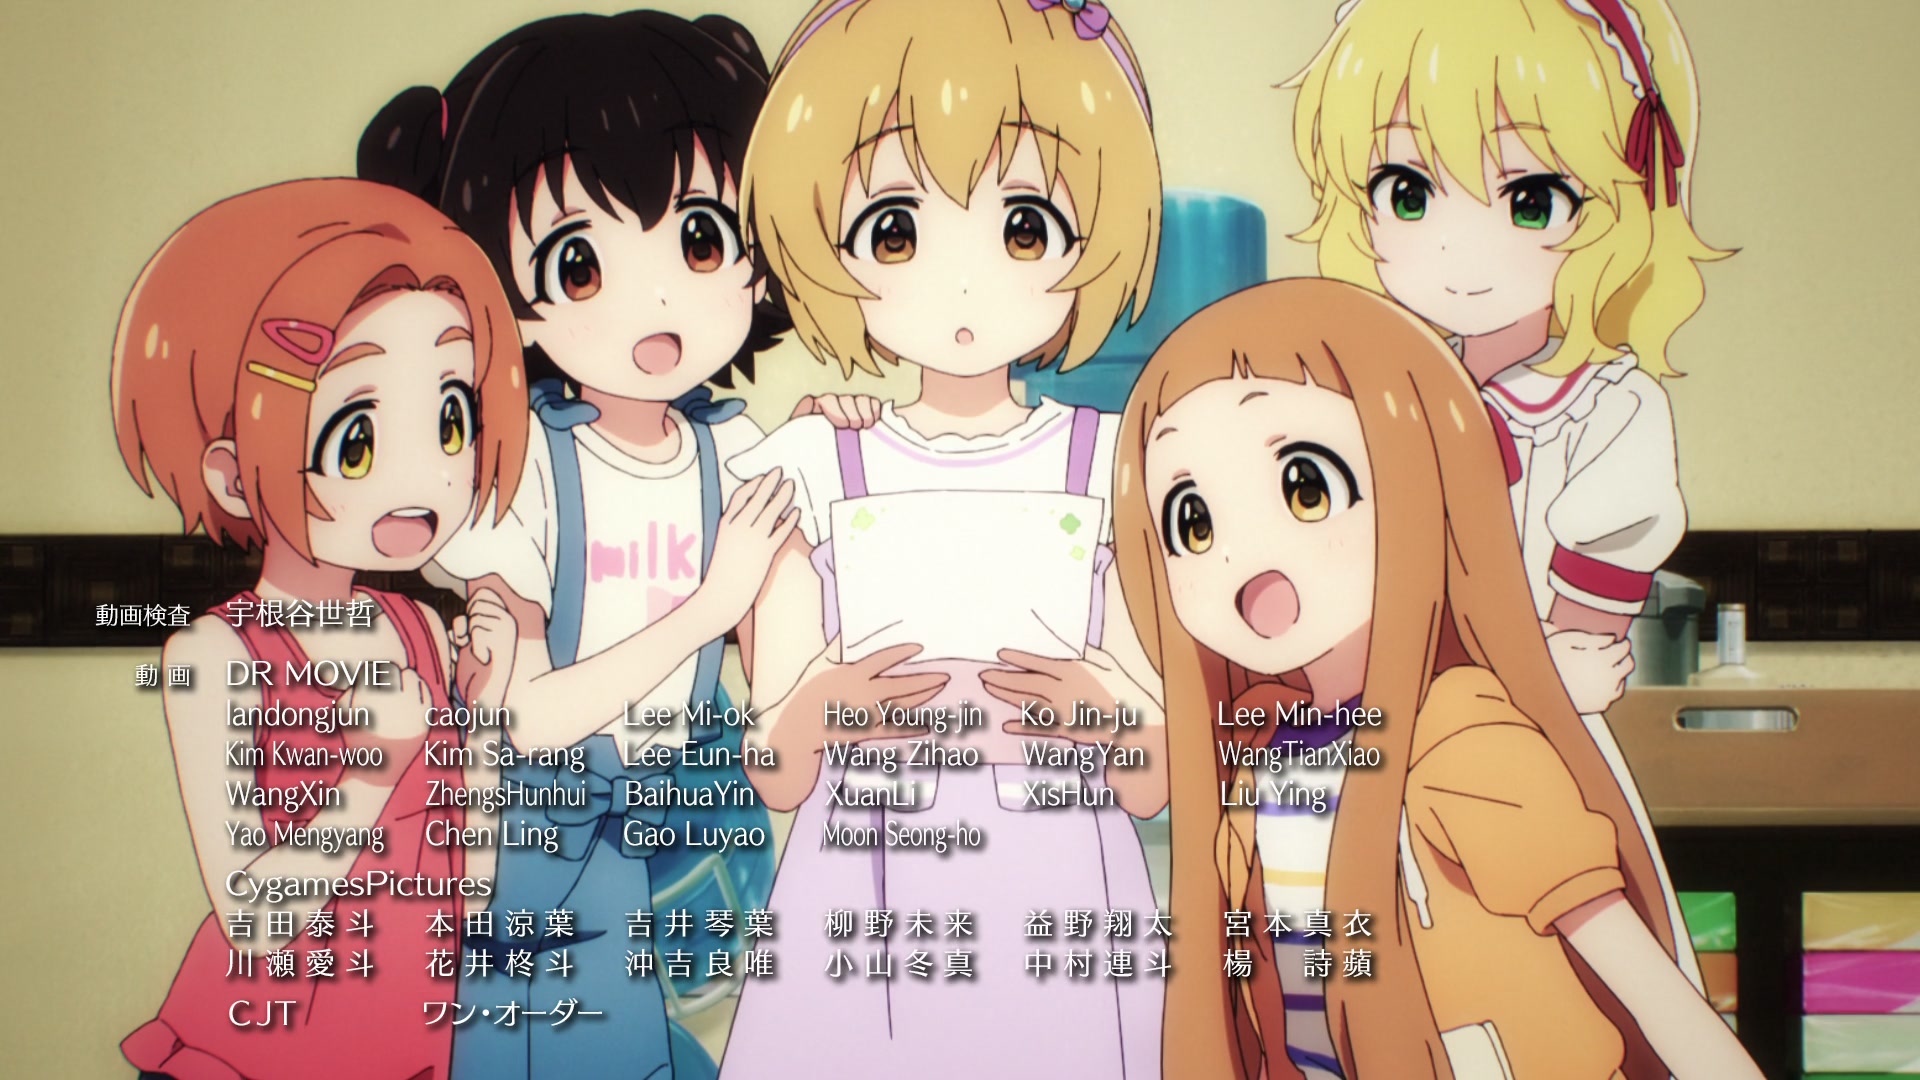 milk
動画検査 宇根谷世哲
動画 DR MOVIE
landongjun caojun Lee Mi-ok Heo Young-jin Ko Jin-ju Lee Min-hee
Kim Kwan-woo Kim Sa-rang Lee Eun-ha Wang Zihao WangYan WangTianXiao
WangXin ZhengsHunhui BaihuaYin XuanLi XisHun Liu Ying
Yao Mengyang Chen Ling Gao Luyao Moon Seong-ho
CygamesPictures
吉田泰斗 本田涼葉 吉井琴葉 柳野未来 益野翔太 宮本真衣
川瀬愛斗 花井柊斗 沖吉良唯 小山冬真 中村連斗 楊 詩蘋
CJT ワン・オーダー